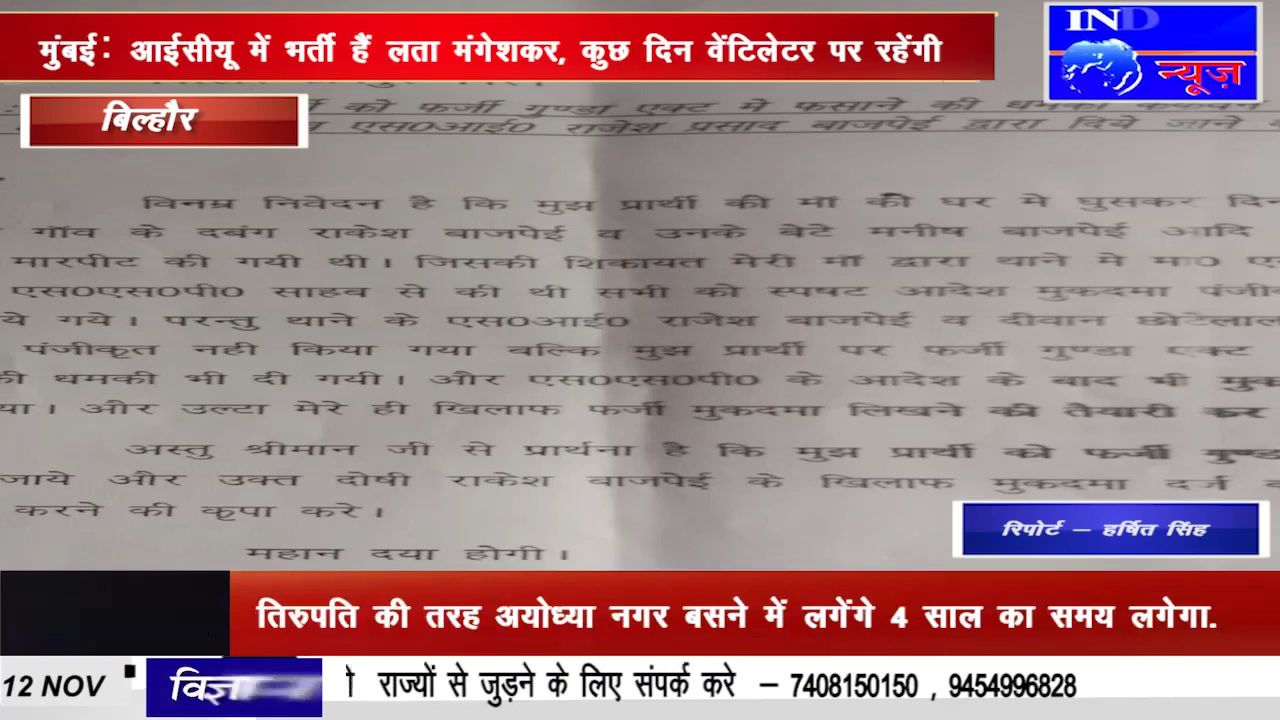 मुंबई: आईसीयू में भर्ती हैं लता मंगेशकर, कुछ दिन वेंटिलेटर पर रहेंगी
IND
न्यूज़
बिल्हौर
को फर्जी गुण्डा एक्ट मे फसाने की धमकी
एस0आई0 राजेश प्रसाद बाजपेई द्वारा दिये जाने
विनम्र निवेदन है कि मुझ प्रार्थी की माँ की घर मे घुसकर दिन
गाॅव के दबंग राकेश बाजपेई व उनके बेटे मनीष बाजपेई आदि
मारपीट की गयी थी। जिसकी शिकायत मेरी माँ द्वारा थाने मे मा0
एस0एस0पी0 साहब से की थी सभी को स्पषट आदेश मुकदमा
ये गये। परन्तु थाने के एस0आई0 राजेश बाजपेई व दीवान छोटेलाल
पंजीकृत नही किया गया वल्कि मुझ प्रार्थी पर फर्जी गुण्डा एक्ट
की धमकी भी दी गयी। और एस0एस0पी0 के आदेश के बाद भी
या। और उल्टा मेरे ही खिलाफ फर्जी मुकदमा लिखने की तैयारी कर
अस्तु श्रीमान जी से प्रार्थना है कि मुझ प्रार्थी को फर्जी
जाये और उक्त दोषी राकेश बाजपेई के खिलाफ मुकदमा दर्ज
करने की कृपा करे।
महान दया होगी।
रिपोर्ट – हर्षित सिंह
तिरुपति की तरह अयोध्या नगर बसने में लगेंगे 4 साल का समय लगेगा.
12 NOV
राज्यों से जुड़ने के लिए संपर्क करे – 7408150150 , 9454996828